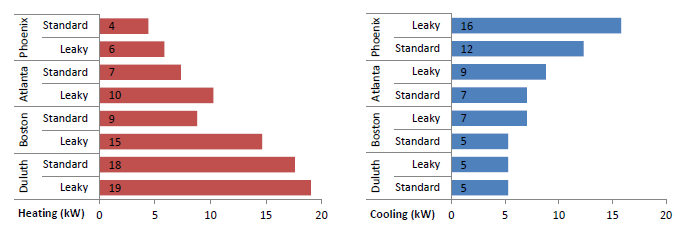 Phoenix
Standard 4
Leaky 6
Atlanta
Standard 7
Leaky 10
Boston
Standard 9
Leaky 15
Duluth
Standard 18
Leaky 19
Heating (kW) 0 5 10 15 20
Phoenix
Leaky 16
Standard 12
Atlanta
Leaky 9
Standard 7
Boston
Leaky 7
Standard 5
Duluth
Leaky 5
Standard 5
Cooling (kW) 0 5 10 15 20